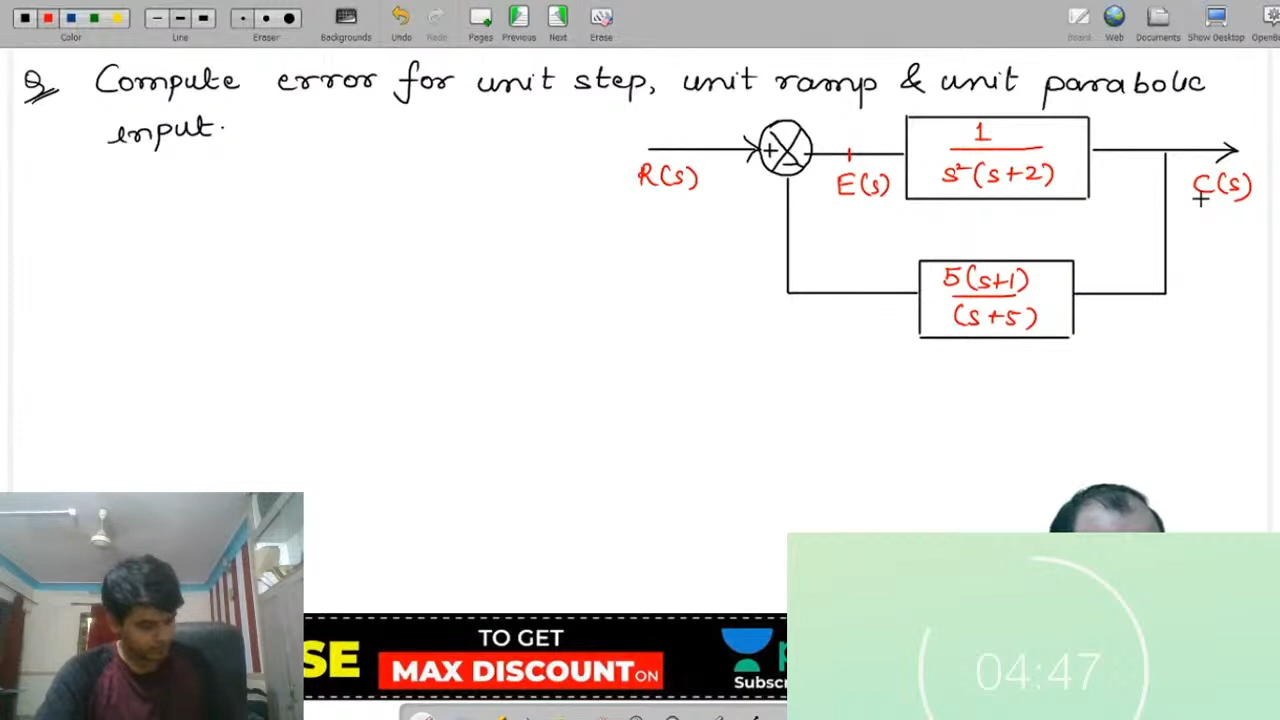 Color
Line
Eraser
Backgrounds
Undo
Redo
Pages
Previous
Next
Erase
Board
Web
Documents
Show Desktop
Q Compute error for unit step, unit ramp & unit parabolic
input.
R(s)
+
-
E(s)
1
s²(s+2)
C(s)
5(s+1)
(s+5)
TO GET
MAX DISCOUNT ON
04:47